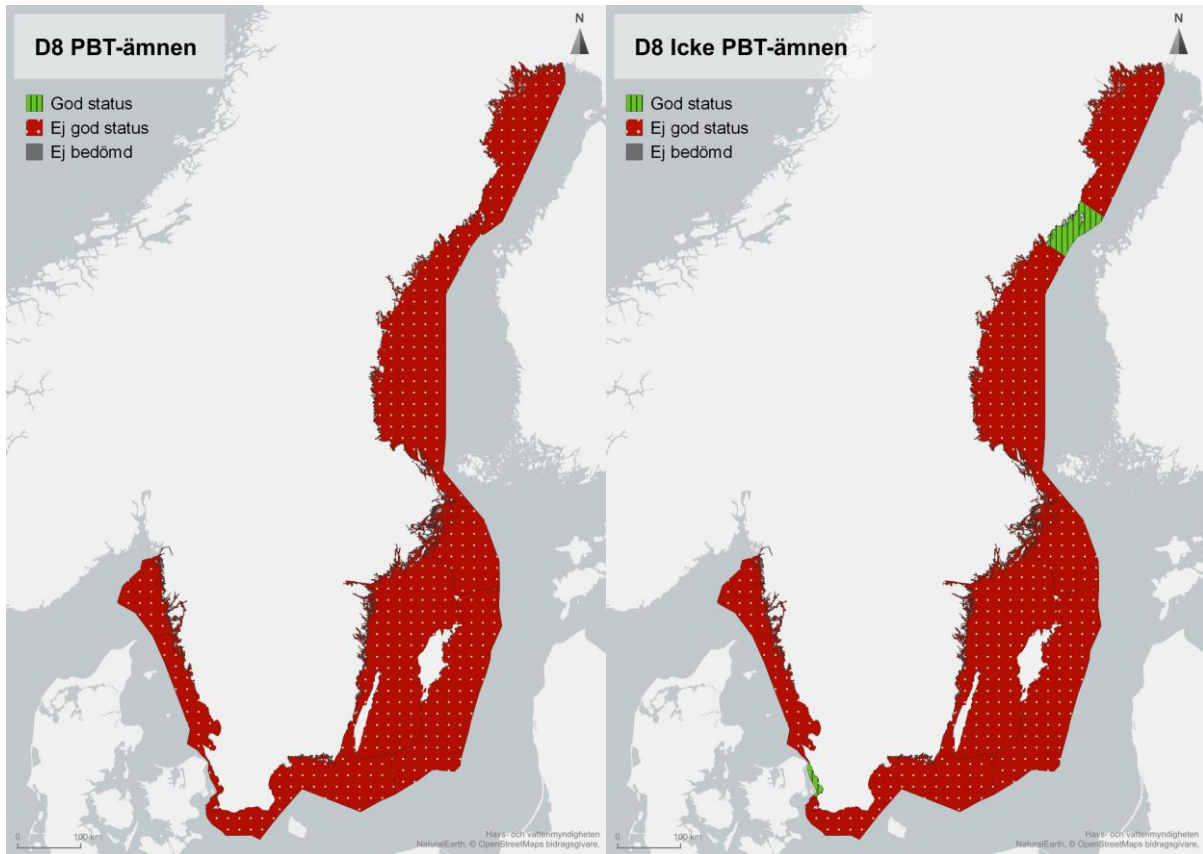 D8 PBT-ämnen
N
God status
Ej god status
Ej bedömd
0 100 km
Havs- och vattenmyndigheten
NaturalEarth, © OpenStreetMaps bidragsgivare,
D8 Icke PBT-ämnen
N
God status
Ej god status
Ej bedömd
0 100 km
Havs- och vattenmyndigheten
NaturalEarth, © OpenStreetMaps bidragsgivare,